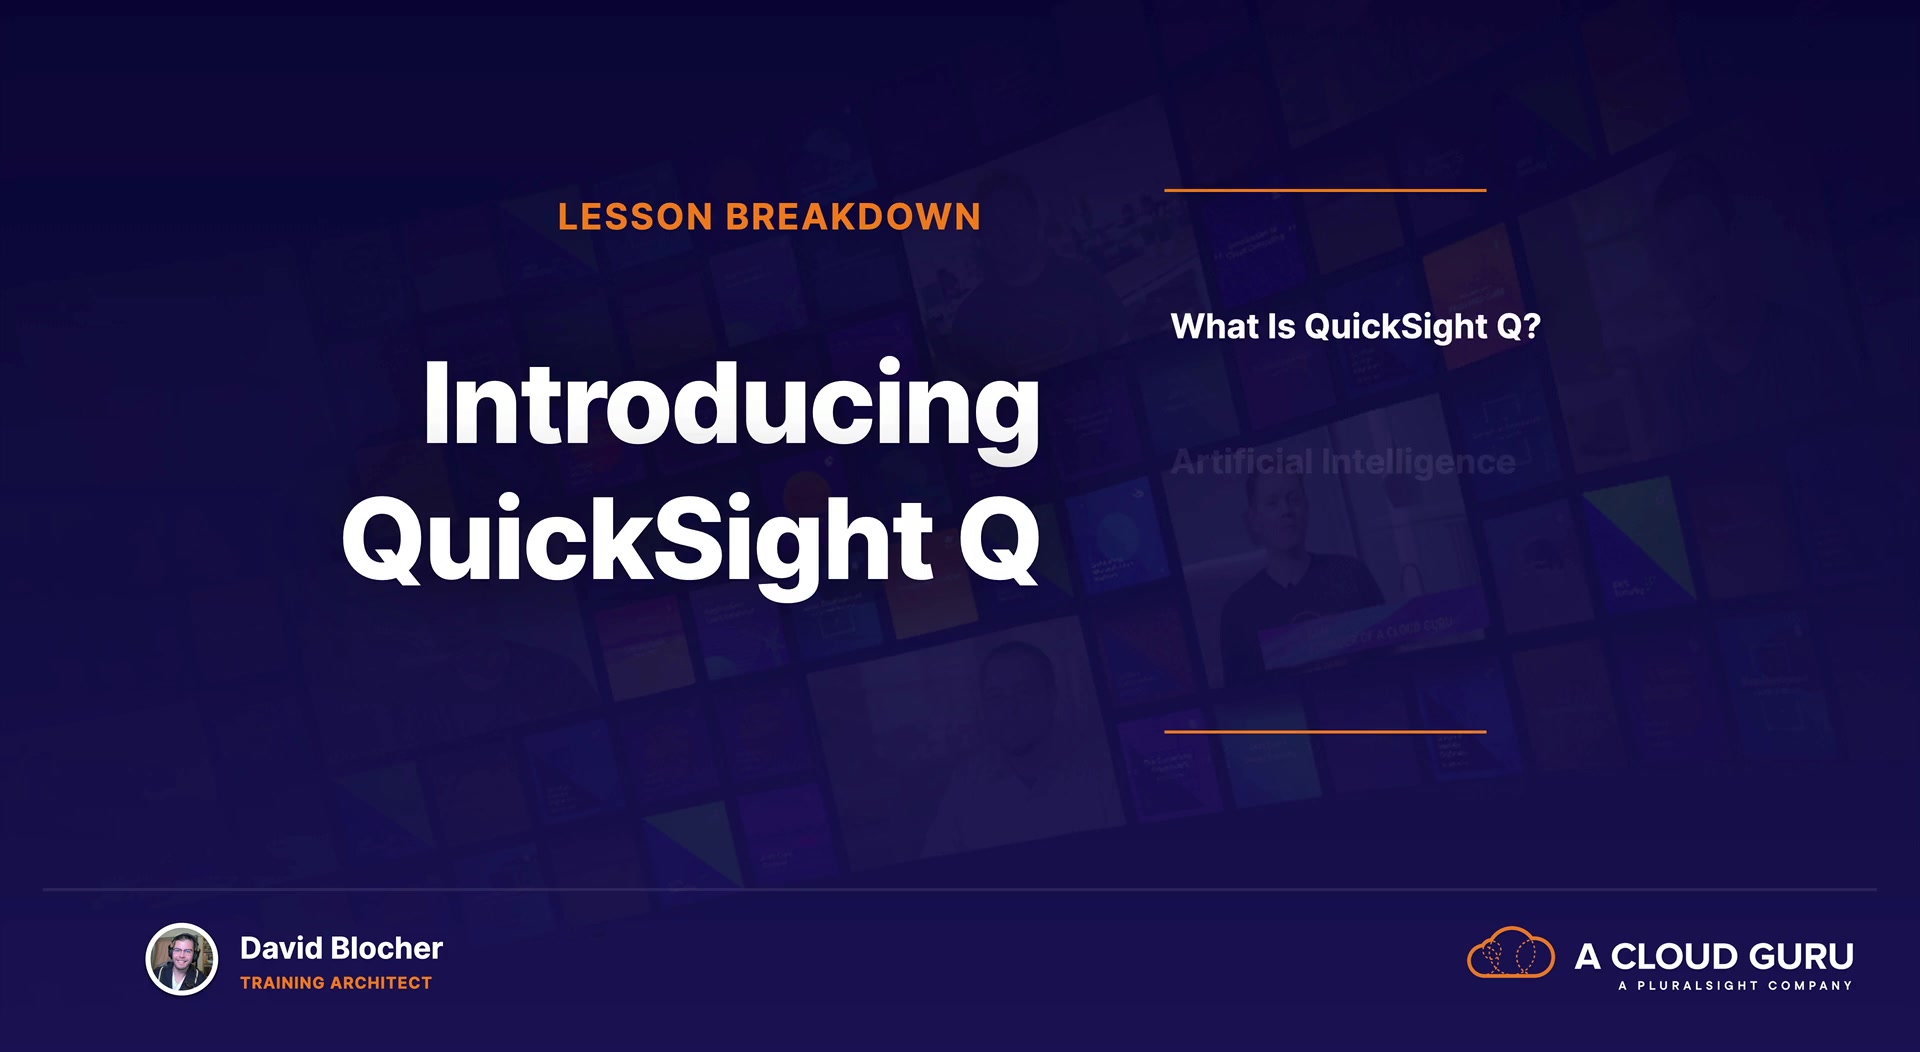 LESSON BREAKDOWN
Introducing
QuickSight Q
What Is QuickSight Q?
Artificial Intelligence
David Blocher
TRAINING ARCHITECT
A CLOUD GURU
A PLURALSIGHT COMPANY